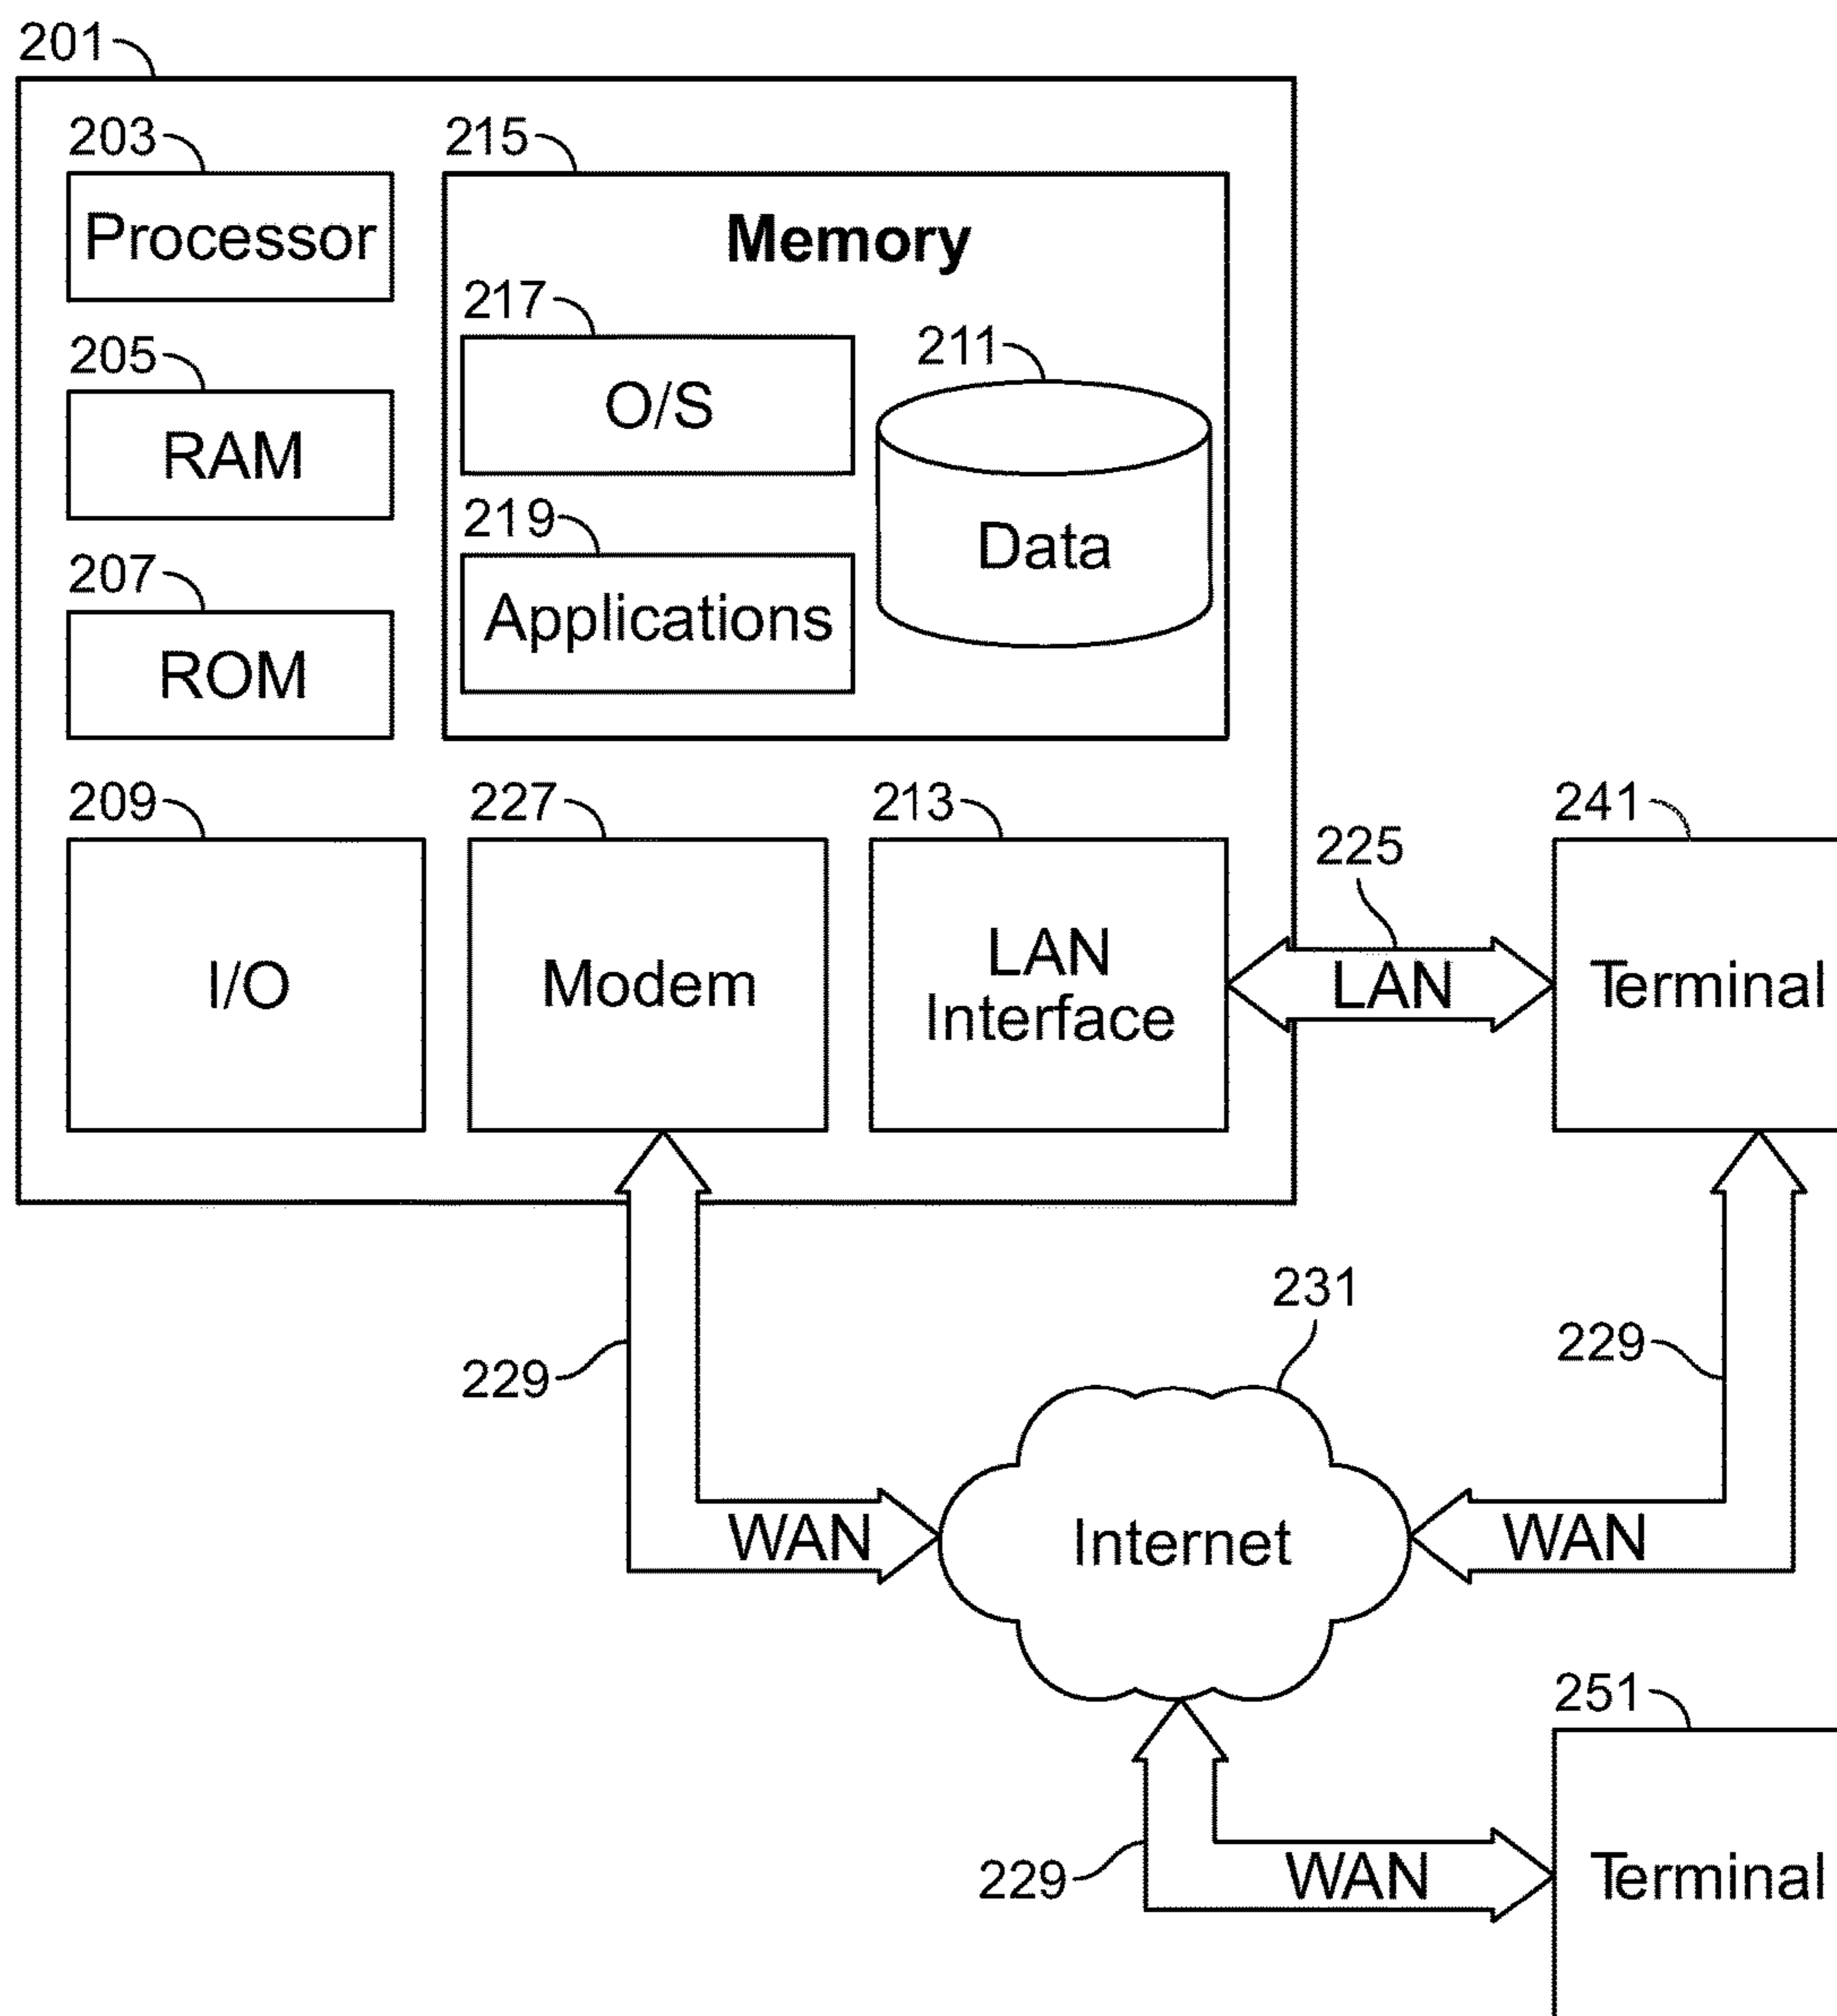 201
203
Processor
205
RAM
207
ROM
215
Memory
217
O/S
219
Applications
211
Data
209
I/O
227
Modem
213
LAN
Interface
225
LAN
241
Terminal
229
WAN
231
Internet
229
WAN
229
WAN
251
Terminal